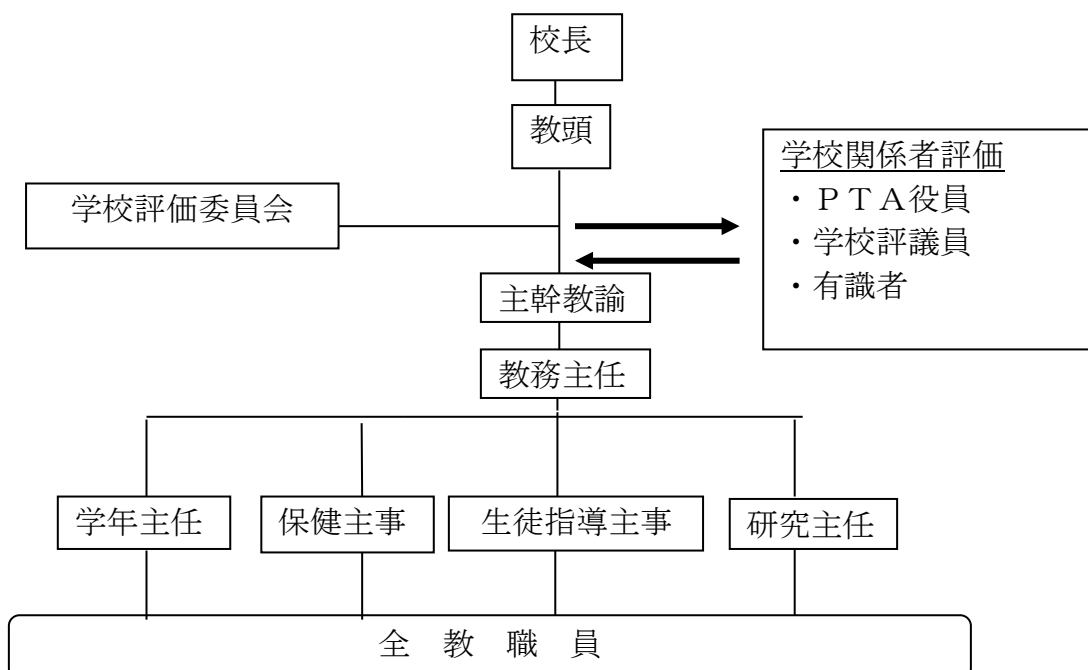 校長
教頭
学校評価委員会
学校関係者評価
・ＰＴＡ役員
・学校評議員
・有識者
主幹教諭
教務主任
学年主任
保健主事
生徒指導主事
研究主任
全 教 職 員